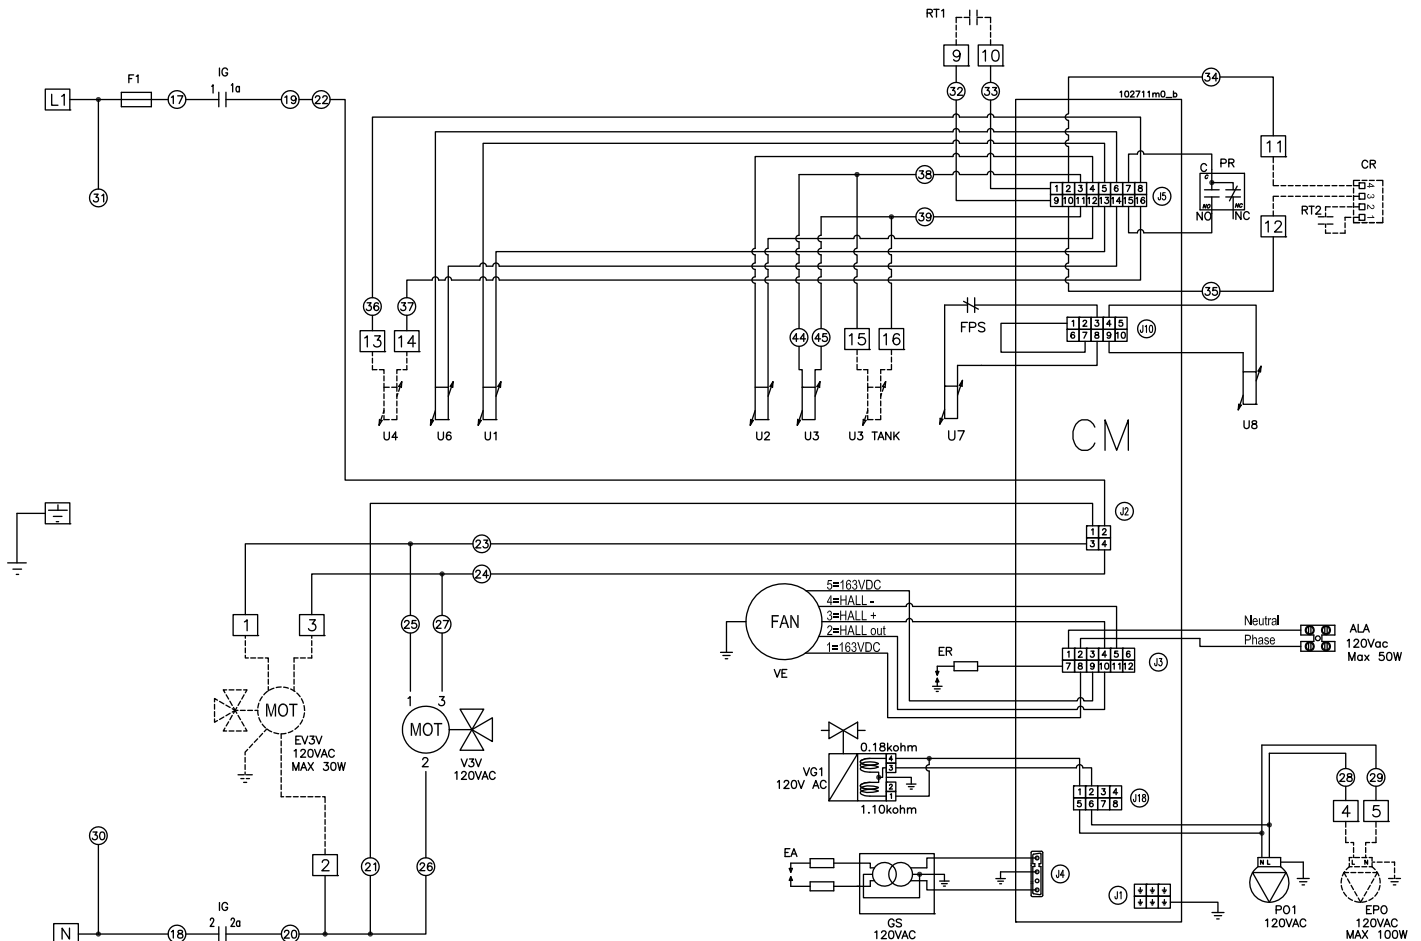 RT1
9 10
32 33
L1
F1
17
IG
1 1a
19 22
31
102711m0_b
34
11
CR
4 3 2 1
RT2
12
35
C PR
C
NO NC
NO NC
38
39
1 2 3 4 5 6 7 8
9 10 11 12 13 14 15 16
J5
36 37
13 14
44 45
15 16
FPS
1 2 3 4 5
6 7 8 9 10
J10
U4 U6 U1 U2 U3 U3 TANK U7 U8
CM
J2
1 2
3 4
23
24
1 3
25 27
1 3
MOT
EV3V
120VAC
MAX 30W
MOT
2
V3V
120VAC
FAN
VE
5=163VDC
4=HALL -
3=HALL +
2=HALL out
1=163VDC
ER
1 2 3 4 5 6
7 8 9 10 11 12
J3
Neutral
Phase
ALA
120Vac
Max 50W
0.18kohm
VG1
120V AC
4
3
2
1
1.10kohm
1 2 3 4
5 6 7 8
J18
28 29
4 5
N L
L N
PO1
120VAC
EPO
120VAC
MAX 100W
EA
GS
120VAC
J4
J1
30
2
21 26
N
18
IG
2 2a
20